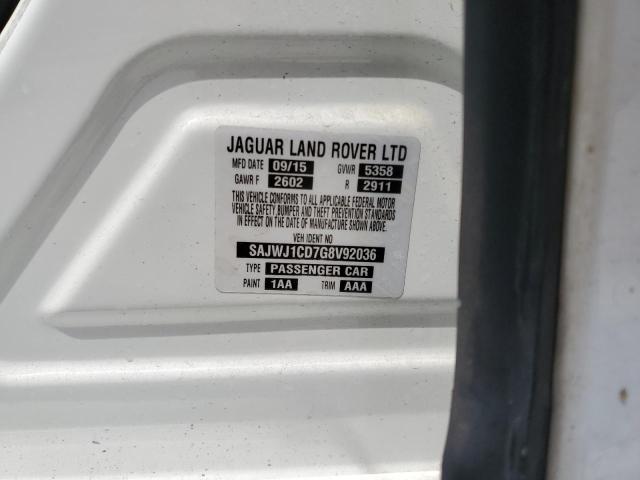 JAGUAR LAND ROVER LTD
MFD DATE 09/15 GVWR 5358
GAWR F 2602 R 2911
THIS VEHICLE CONFORMS TO ALL APPLICABLE FEDERAL MOTOR
VEHICLE SAFETY, BUMPER AND THEFT PREVENTION STANDARDS
IN EFFECT ON THE DATE OF MANUFACTURE SHOWN ABOVE.
VEH IDENT NO
SAJWJ1CD7G8V92036
TYPE PASSENGER CAR
PAINT 1AA TRIM AAA